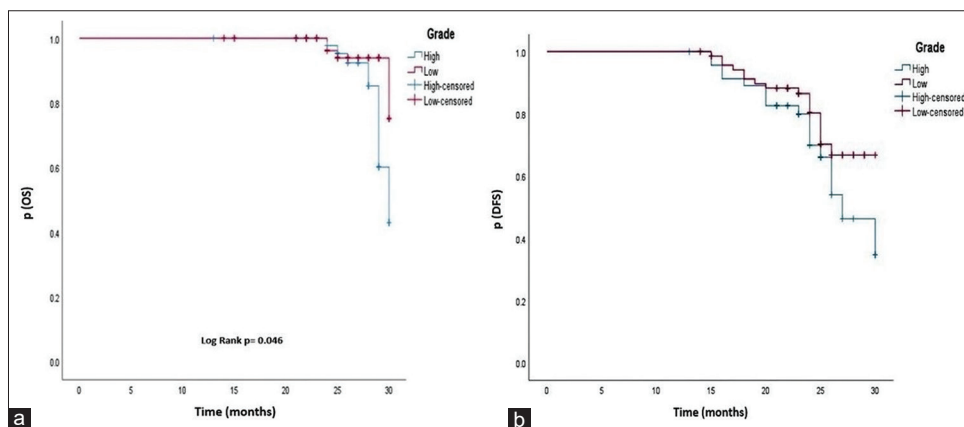 1.0
0.8
0.6
0.4
0.2
0.0
p (OS)
0 5 10 15 20 25 30
Time (months)
Log Rank p= 0.046
Grade
High
Low
High-censored
Low-censored
a
1.0
0.8
0.6
0.4
0.2
0.0
p (DFS)
0 5 10 15 20 25 30
Time (months)
Grade
High
Low
High-censored
Low-censored
b